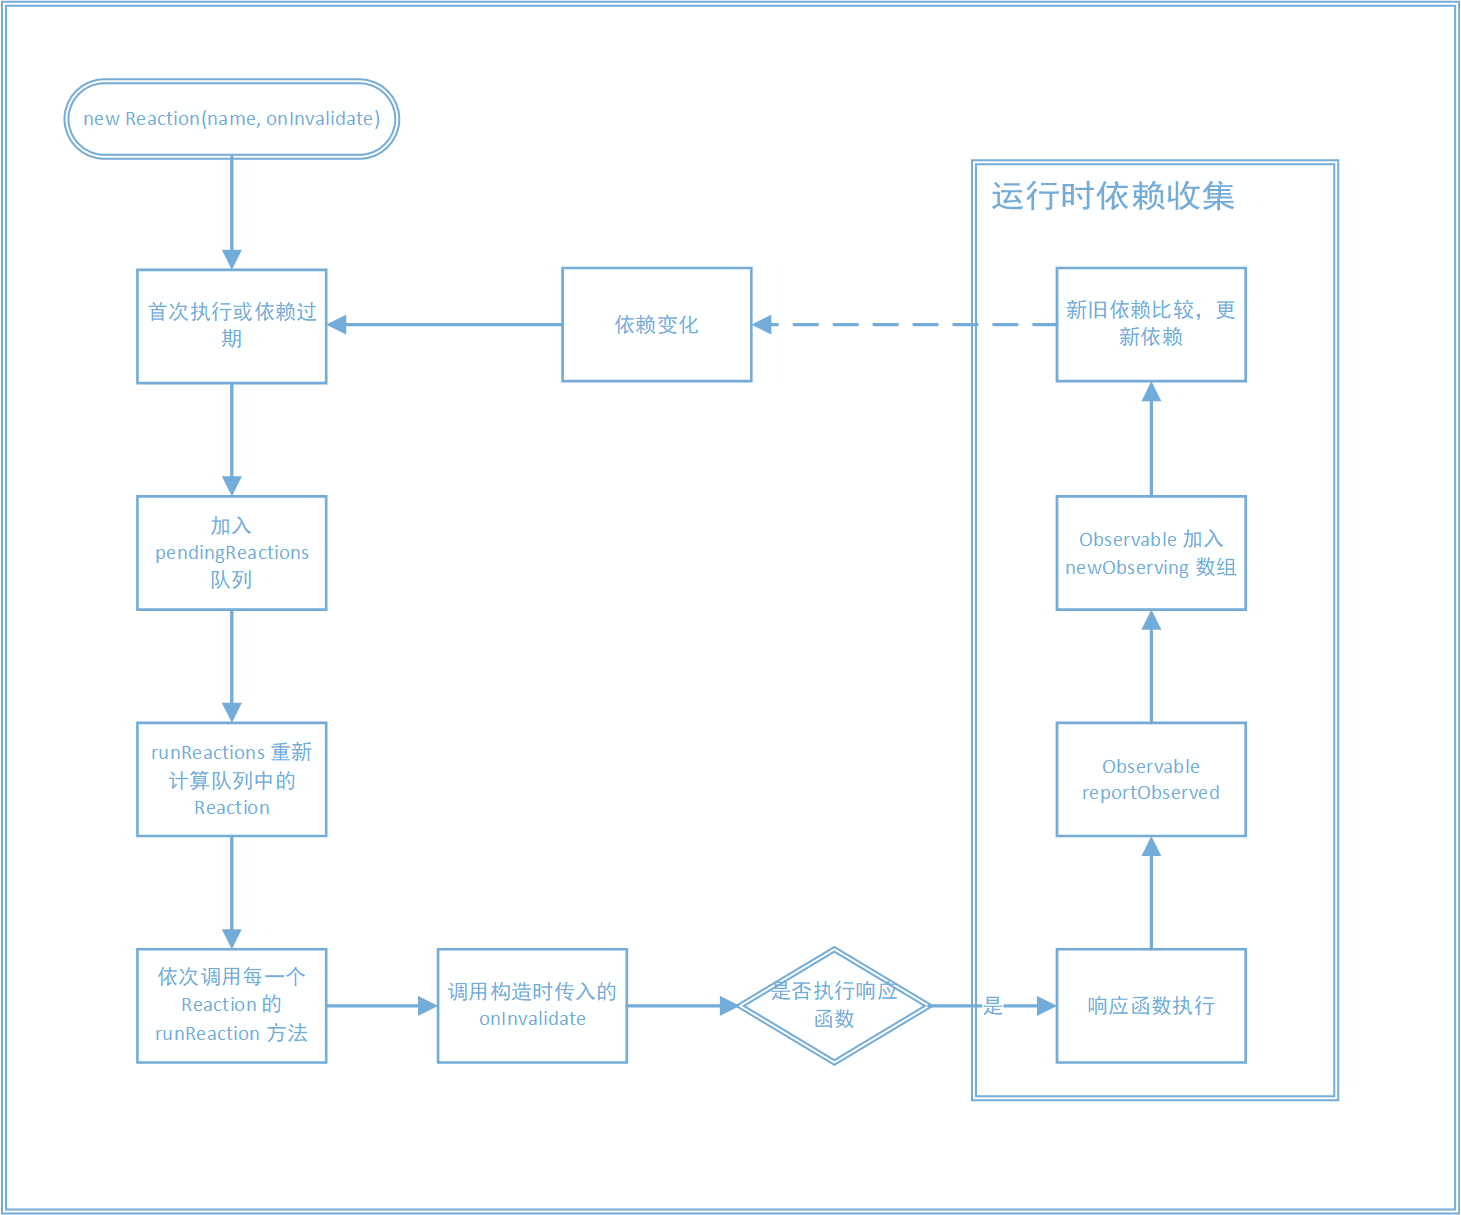 new Reaction(name, onInvalidate)
运行时依赖收集
首次执行或依赖过
期
依赖变化
新旧依赖比较，更
新依赖
加入
pendingReactions
队列
Observable 加入
newObserving 数组
runReactions 重新
计算队列中的
Reaction
Observable
reportObserved
依次调用每一个
Reaction 的
runReaction 方法
调用构造时传入的
onInvalidate
是否执行响应
函数
是
响应函数执行